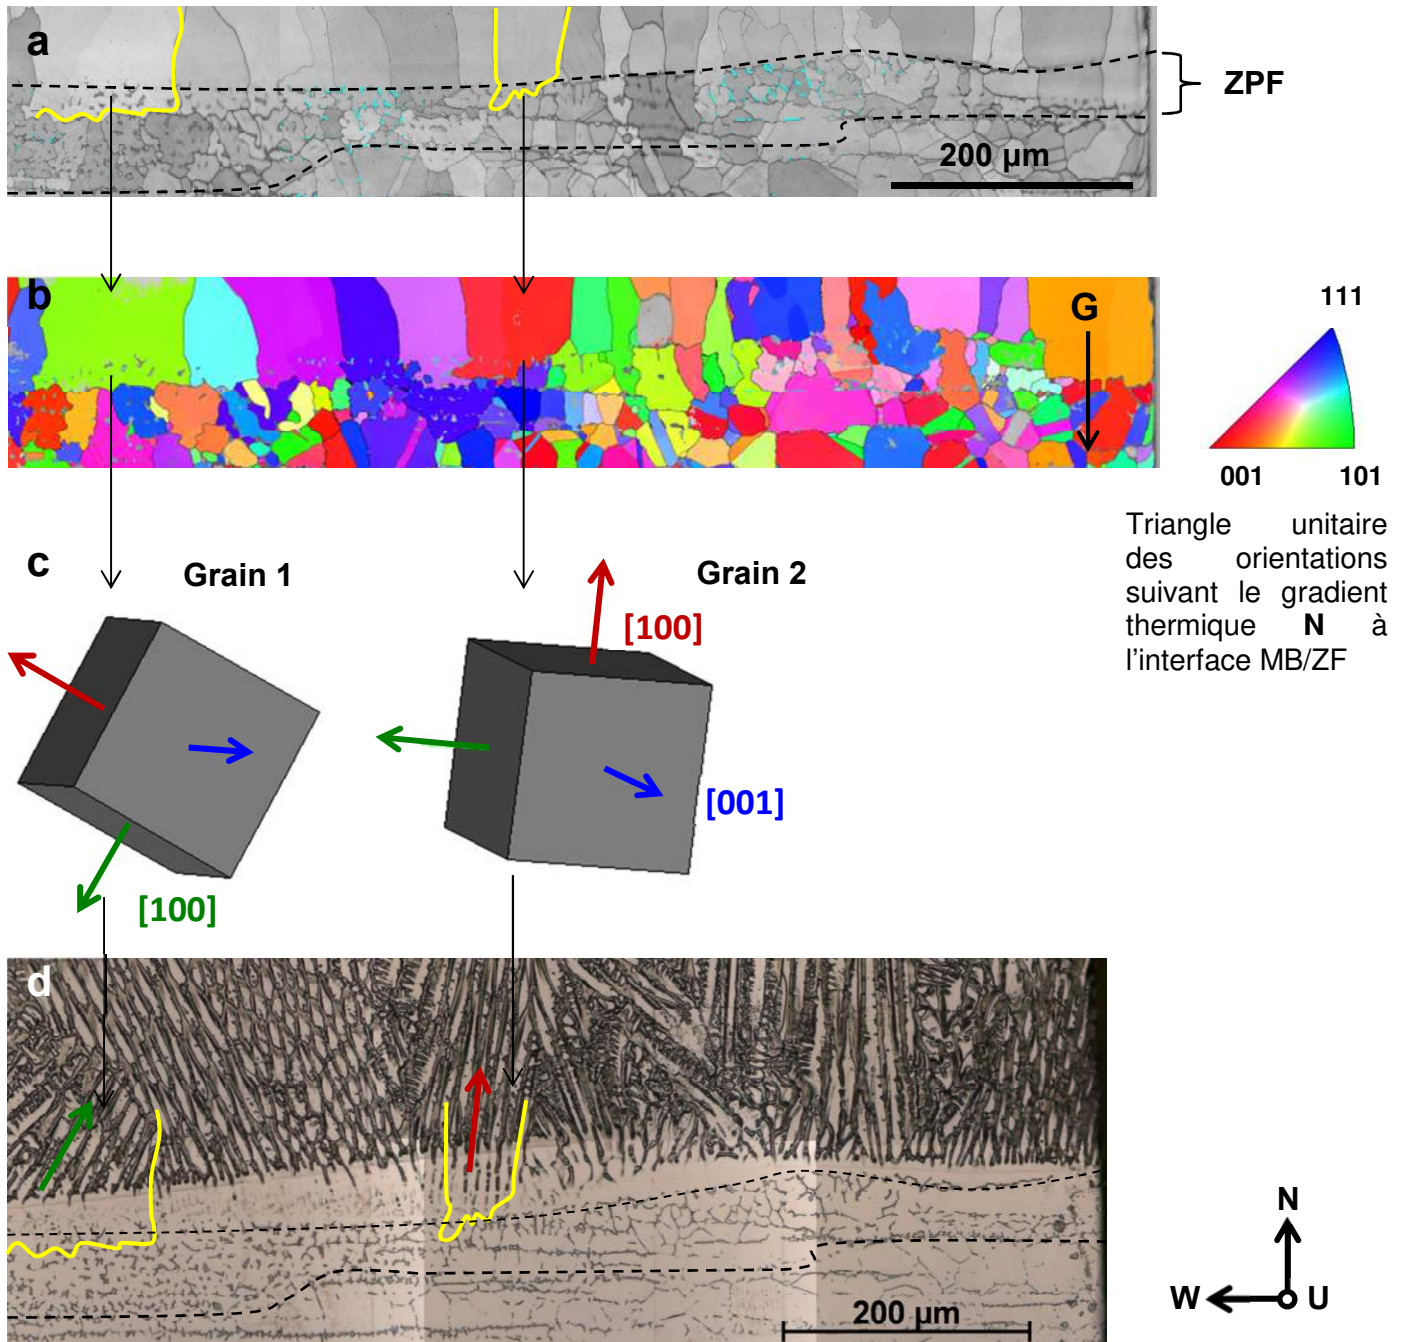 a
ZPF
200 µm
b
G
111
001
101
Triangle unitaire
des orientations
suivant le gradient
thermique N à
l'interface MB/ZF
c
Grain 1
Grain 2
[100]
[001]
[100]
d
N
W
U
200 µm